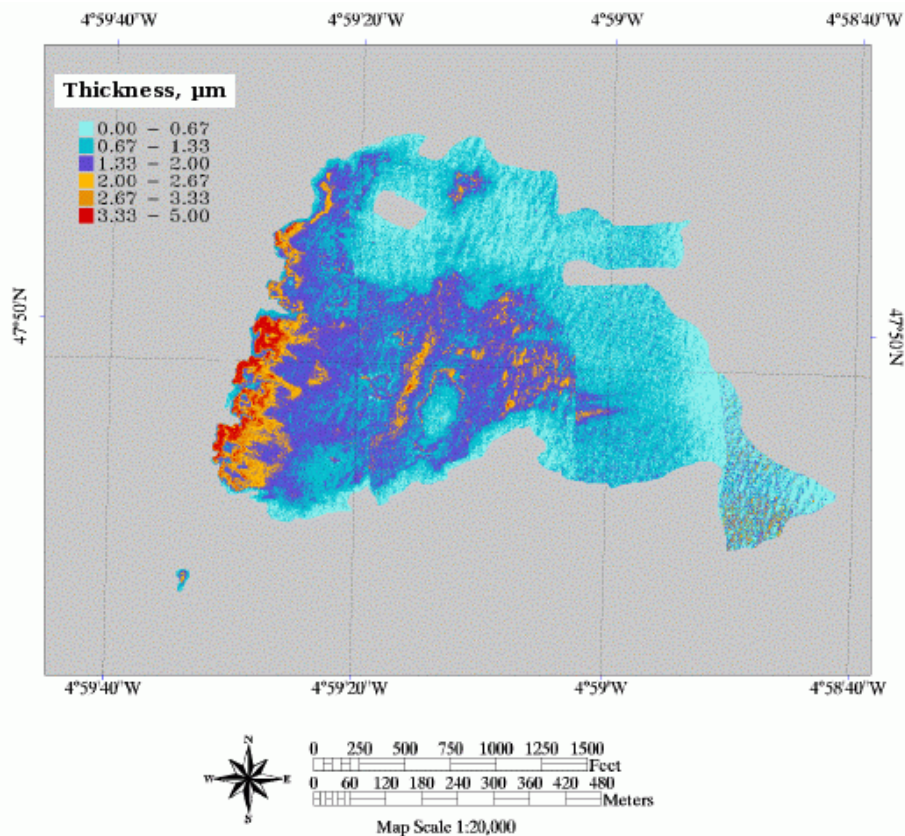 4°59'40"W 4°59'20"W 4°59'W 4°58'40"W
Thickness, µm
0.00 – 0.67
0.67 – 1.33
1.33 – 2.00
2.00 – 2.67
2.67 – 3.33
3.33 – 5.00
47°50'N
47°50'N
4°59'40"W 4°59'20"W 4°59'W 4°58'40"W
N
W E
S
0 250 500 750 1000 1250 1500
Feet
0 60 120 180 240 300 360 420 480
Meters
Map Scale 1:20,000